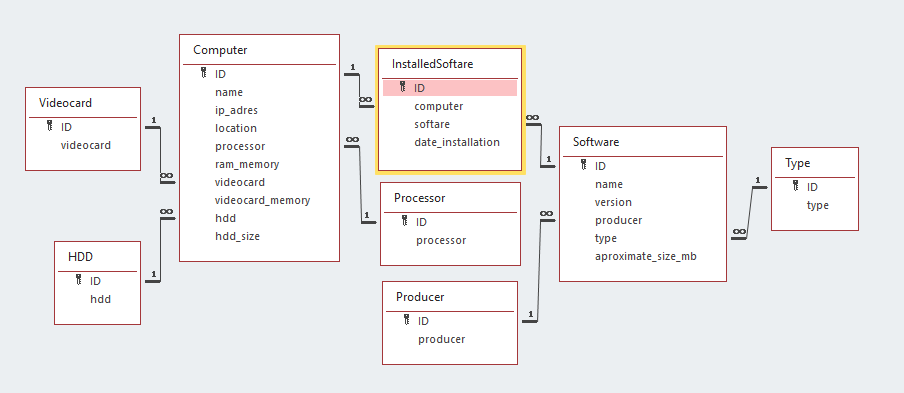 Computer
ID
name
ip_adres
location
processor
ram_memory
videocard
videocard_memory
hdd
hdd_size
InstalledSoftare
ID
computer
softare
date_installation
Videocard
ID
videocard
HDD
ID
hdd
Processor
ID
processor
Producer
ID
producer
Software
ID
name
version
producer
type
aproximate_size_mb
Type
ID
type
1
∞
1
∞
1
∞
∞
1
∞
1
∞
1
1
∞